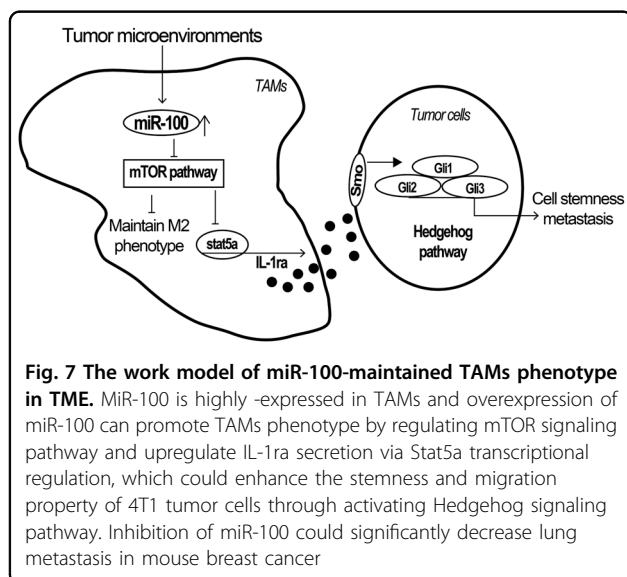 Tumor microenvironments
TAMs
miR-100
mTOR pathway
Maintain M2
phenotype
stat5a
IL-1ra
Tumor cells
Smo
Gli1
Gli2
Gli3
Hedgehog
pathway
Cell stemness
metastasis
Fig. 7 The work model of miR-100-maintained TAMs phenotype
in TME. MiR-100 is highly -expressed in TAMs and overexpression of
miR-100 can promote TAMs phenotype by regulating mTOR signaling
pathway and upregulate IL-1ra secretion via Stat5a transcriptional
regulation, which could enhance the stemness and migration
property of 4T1 tumor cells through activating Hedgehog signaling
pathway. Inhibition of miR-100 could significantly decrease lung
metastasis in mouse breast cancer